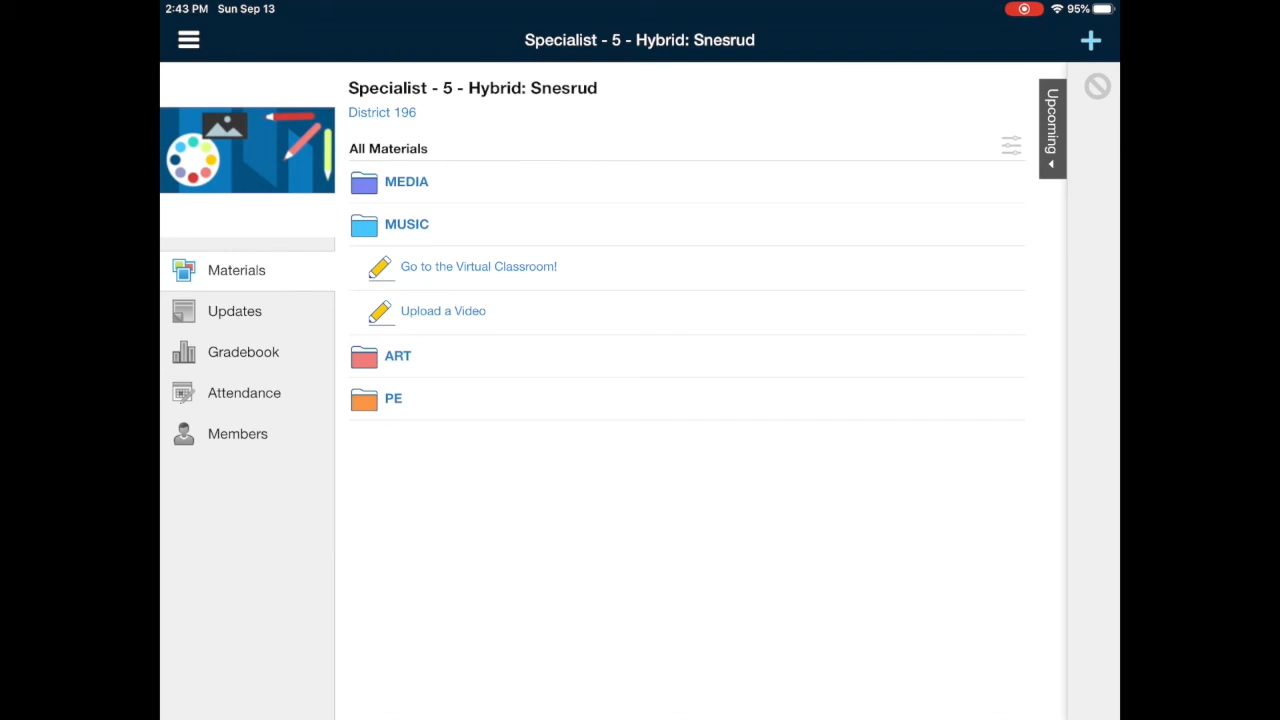 2:43 PM Sun Sep 13
95%
Specialist - 5 - Hybrid: Snesrud
Specialist - 5 - Hybrid: Snesrud
District 196
All Materials
MEDIA
MUSIC
Go to the Virtual Classroom!
Upload a Video
ART
PE
Materials
Updates
Gradebook
Attendance
Members
Upcoming